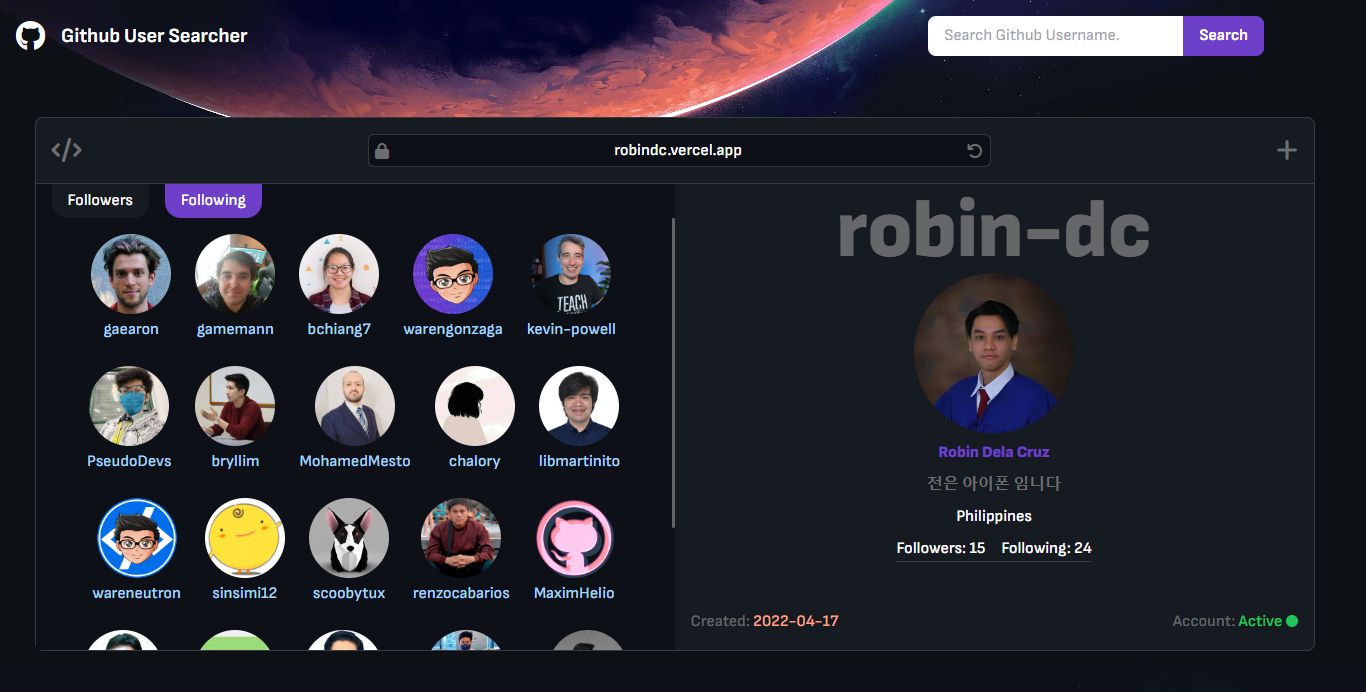 Github User Searcher
Search Github Username.
Search
robindc.vercel.app
Followers
Following
gaearon
gamemann
bchiang7
warengonzaga
kevin-powell
TEACH
PseudoDevs
bryllim
MohamedMesto
chalory
libmartinito
wareneutron
sinsimi12
scoobytux
renzocabarios
MaximHelio
robin-dc
Robin Dela Cruz
전은 아이폰 임니다
Philippines
Followers: 15 Following: 24
Created: 2022-04-17
Account: Active